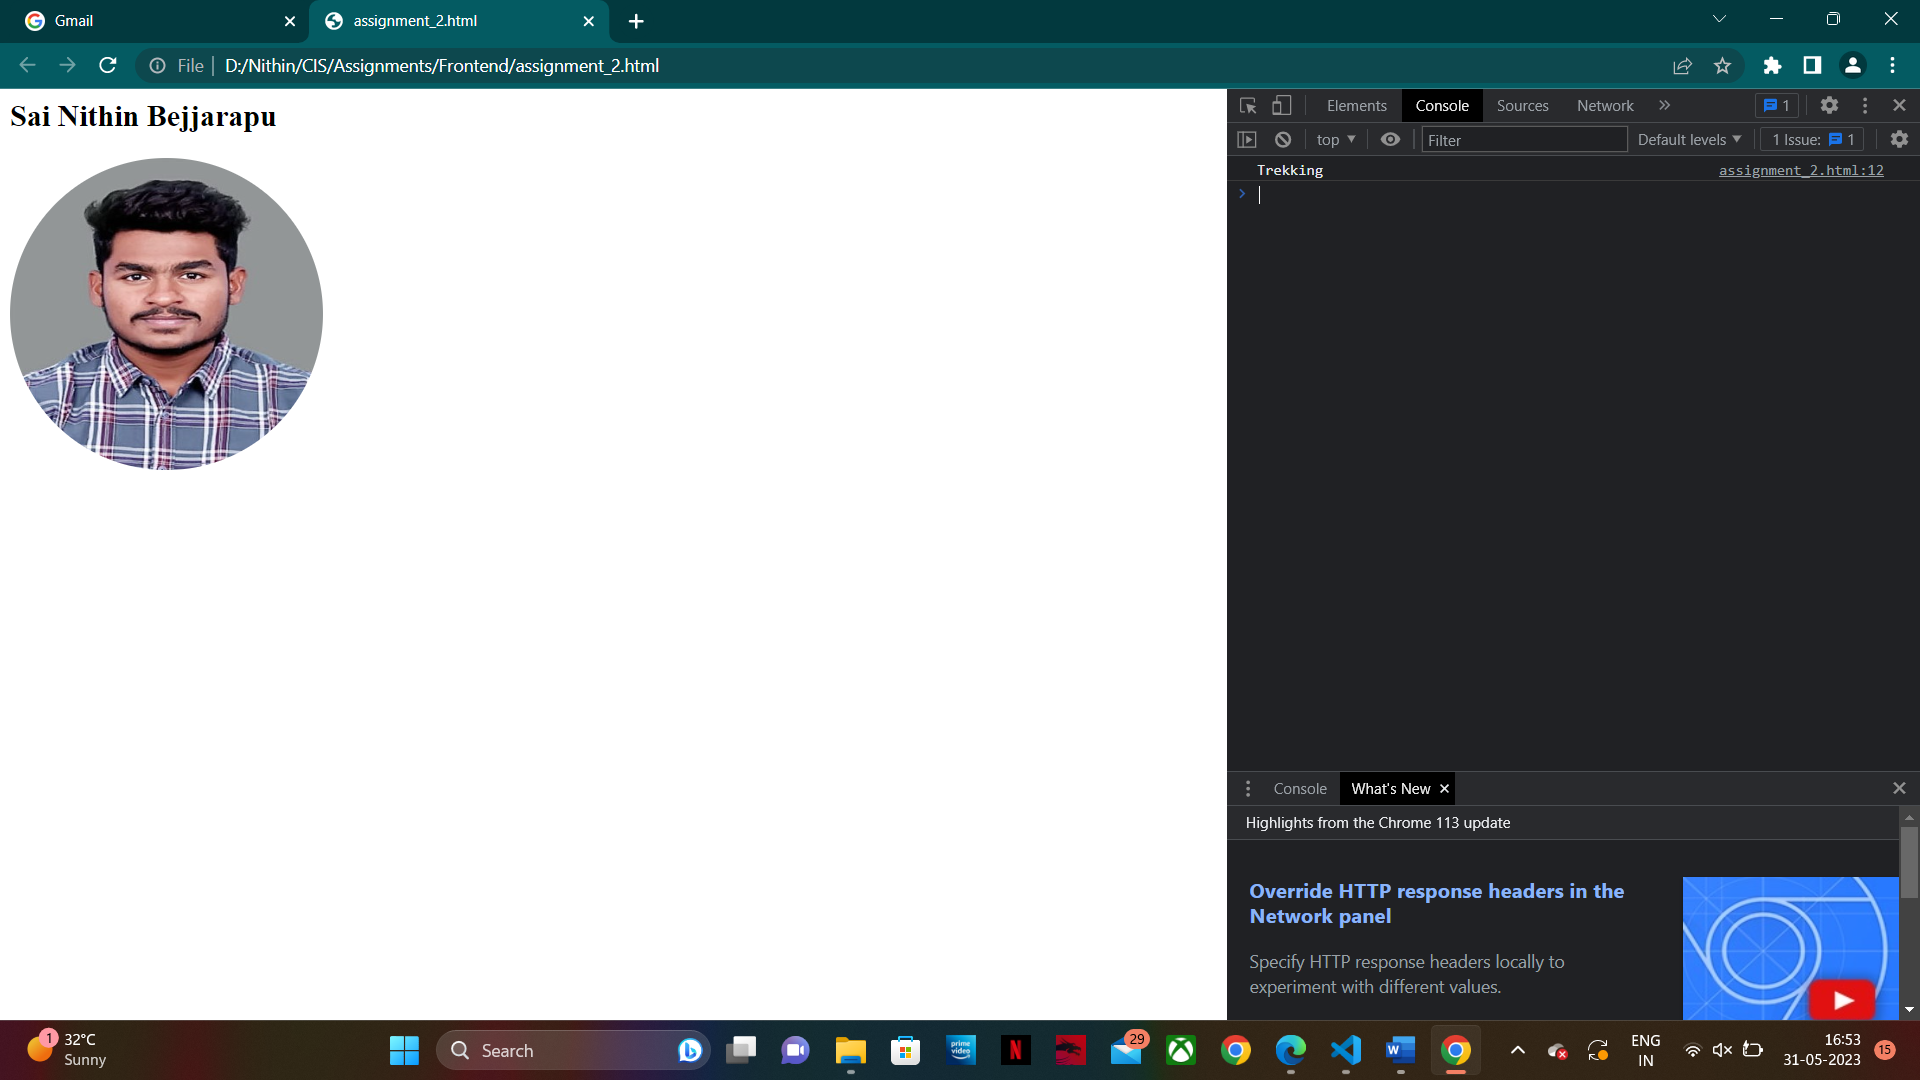 Gmail
assignment_2.html
File
D:/Nithin/CIS/Assignments/Frontend/assignment_2.html
Sai Nithin Bejjarapu
Elements
Console
Sources
Network
1
top
Filter
Default levels
1 Issue: 1
Trekking
assignment_2.html:12
Console
What's New
Highlights from the Chrome 113 update
Override HTTP response headers in the
Network panel
Specify HTTP response headers locally to
experiment with different values.
1
32°C
Sunny
Search
prime
video
N
29
W
ENG
IN
16:53
31-05-2023
15